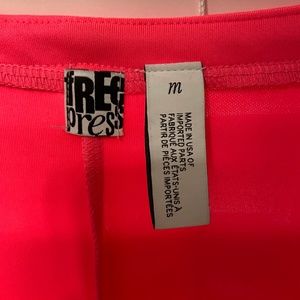 fREe
press
m
MADE IN USA OF
IMPORTED PARTS
FABRIQUÉ AUX ÉTATS-UNIS À
PARTIR DE PIÈCES IMPORTÉES